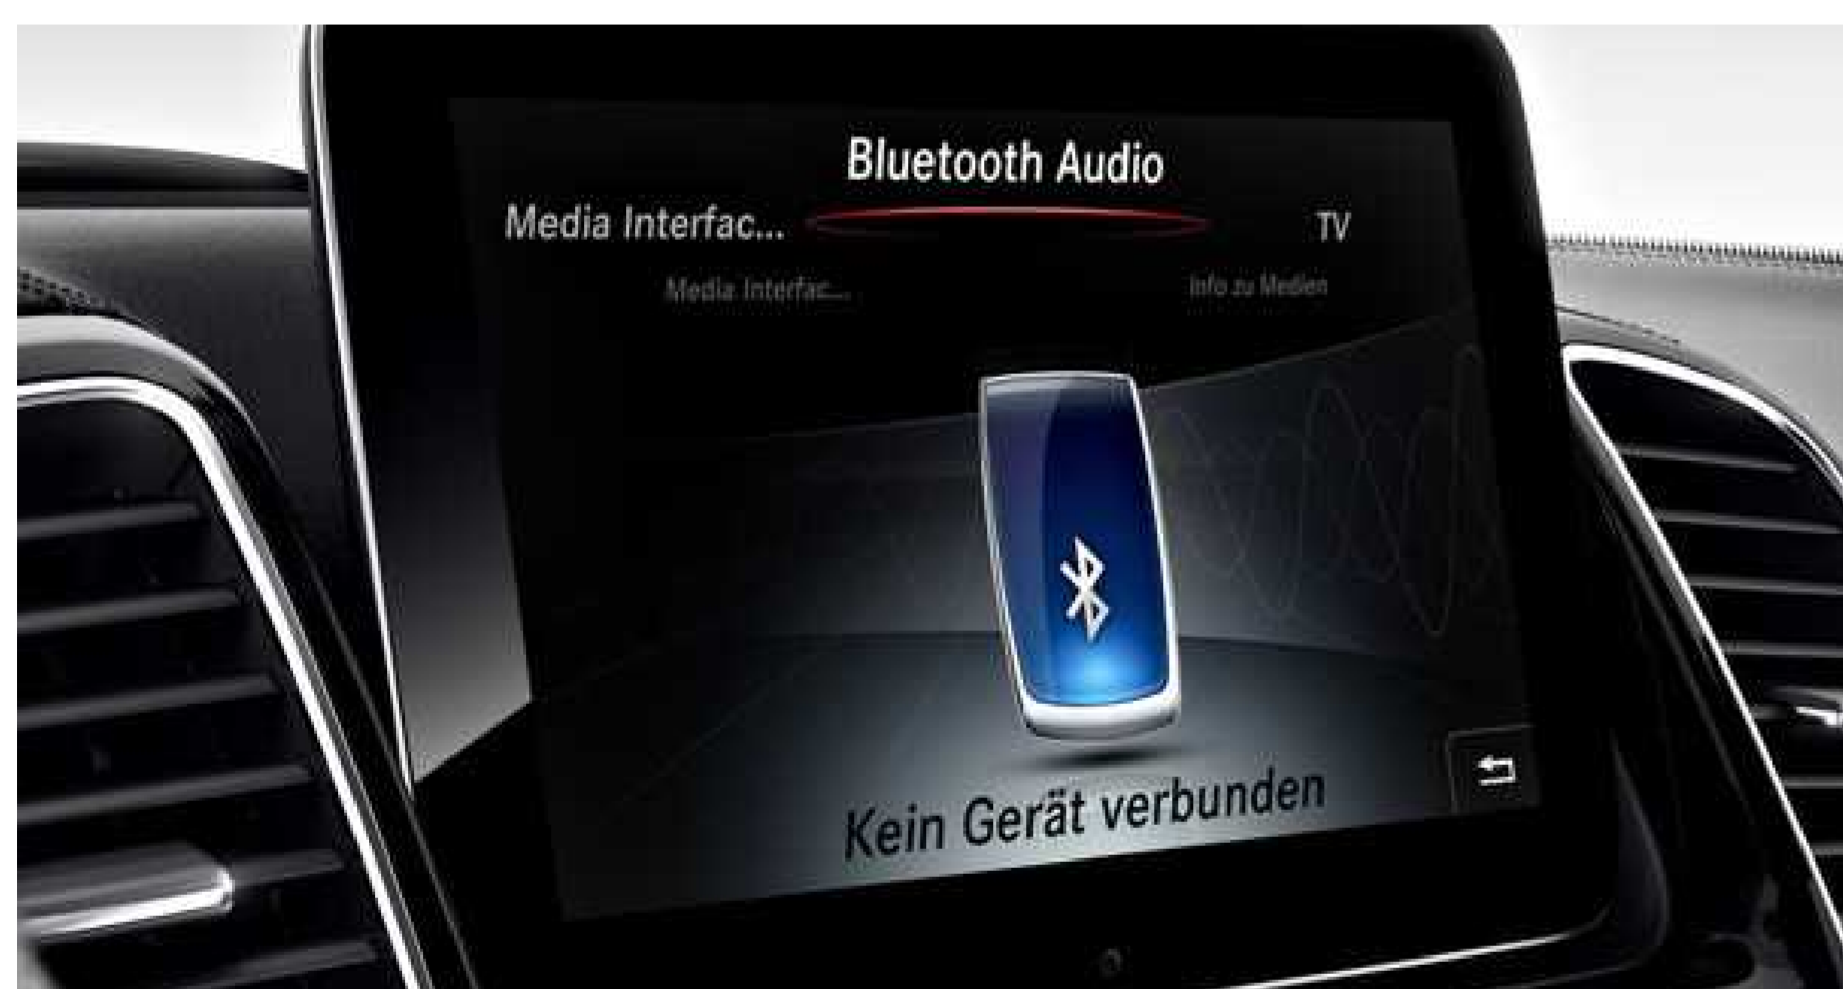 Bluetooth Audio
Media Interfac... TV
Media Interfac... Info zu Medien
Kein Gerät verbunden